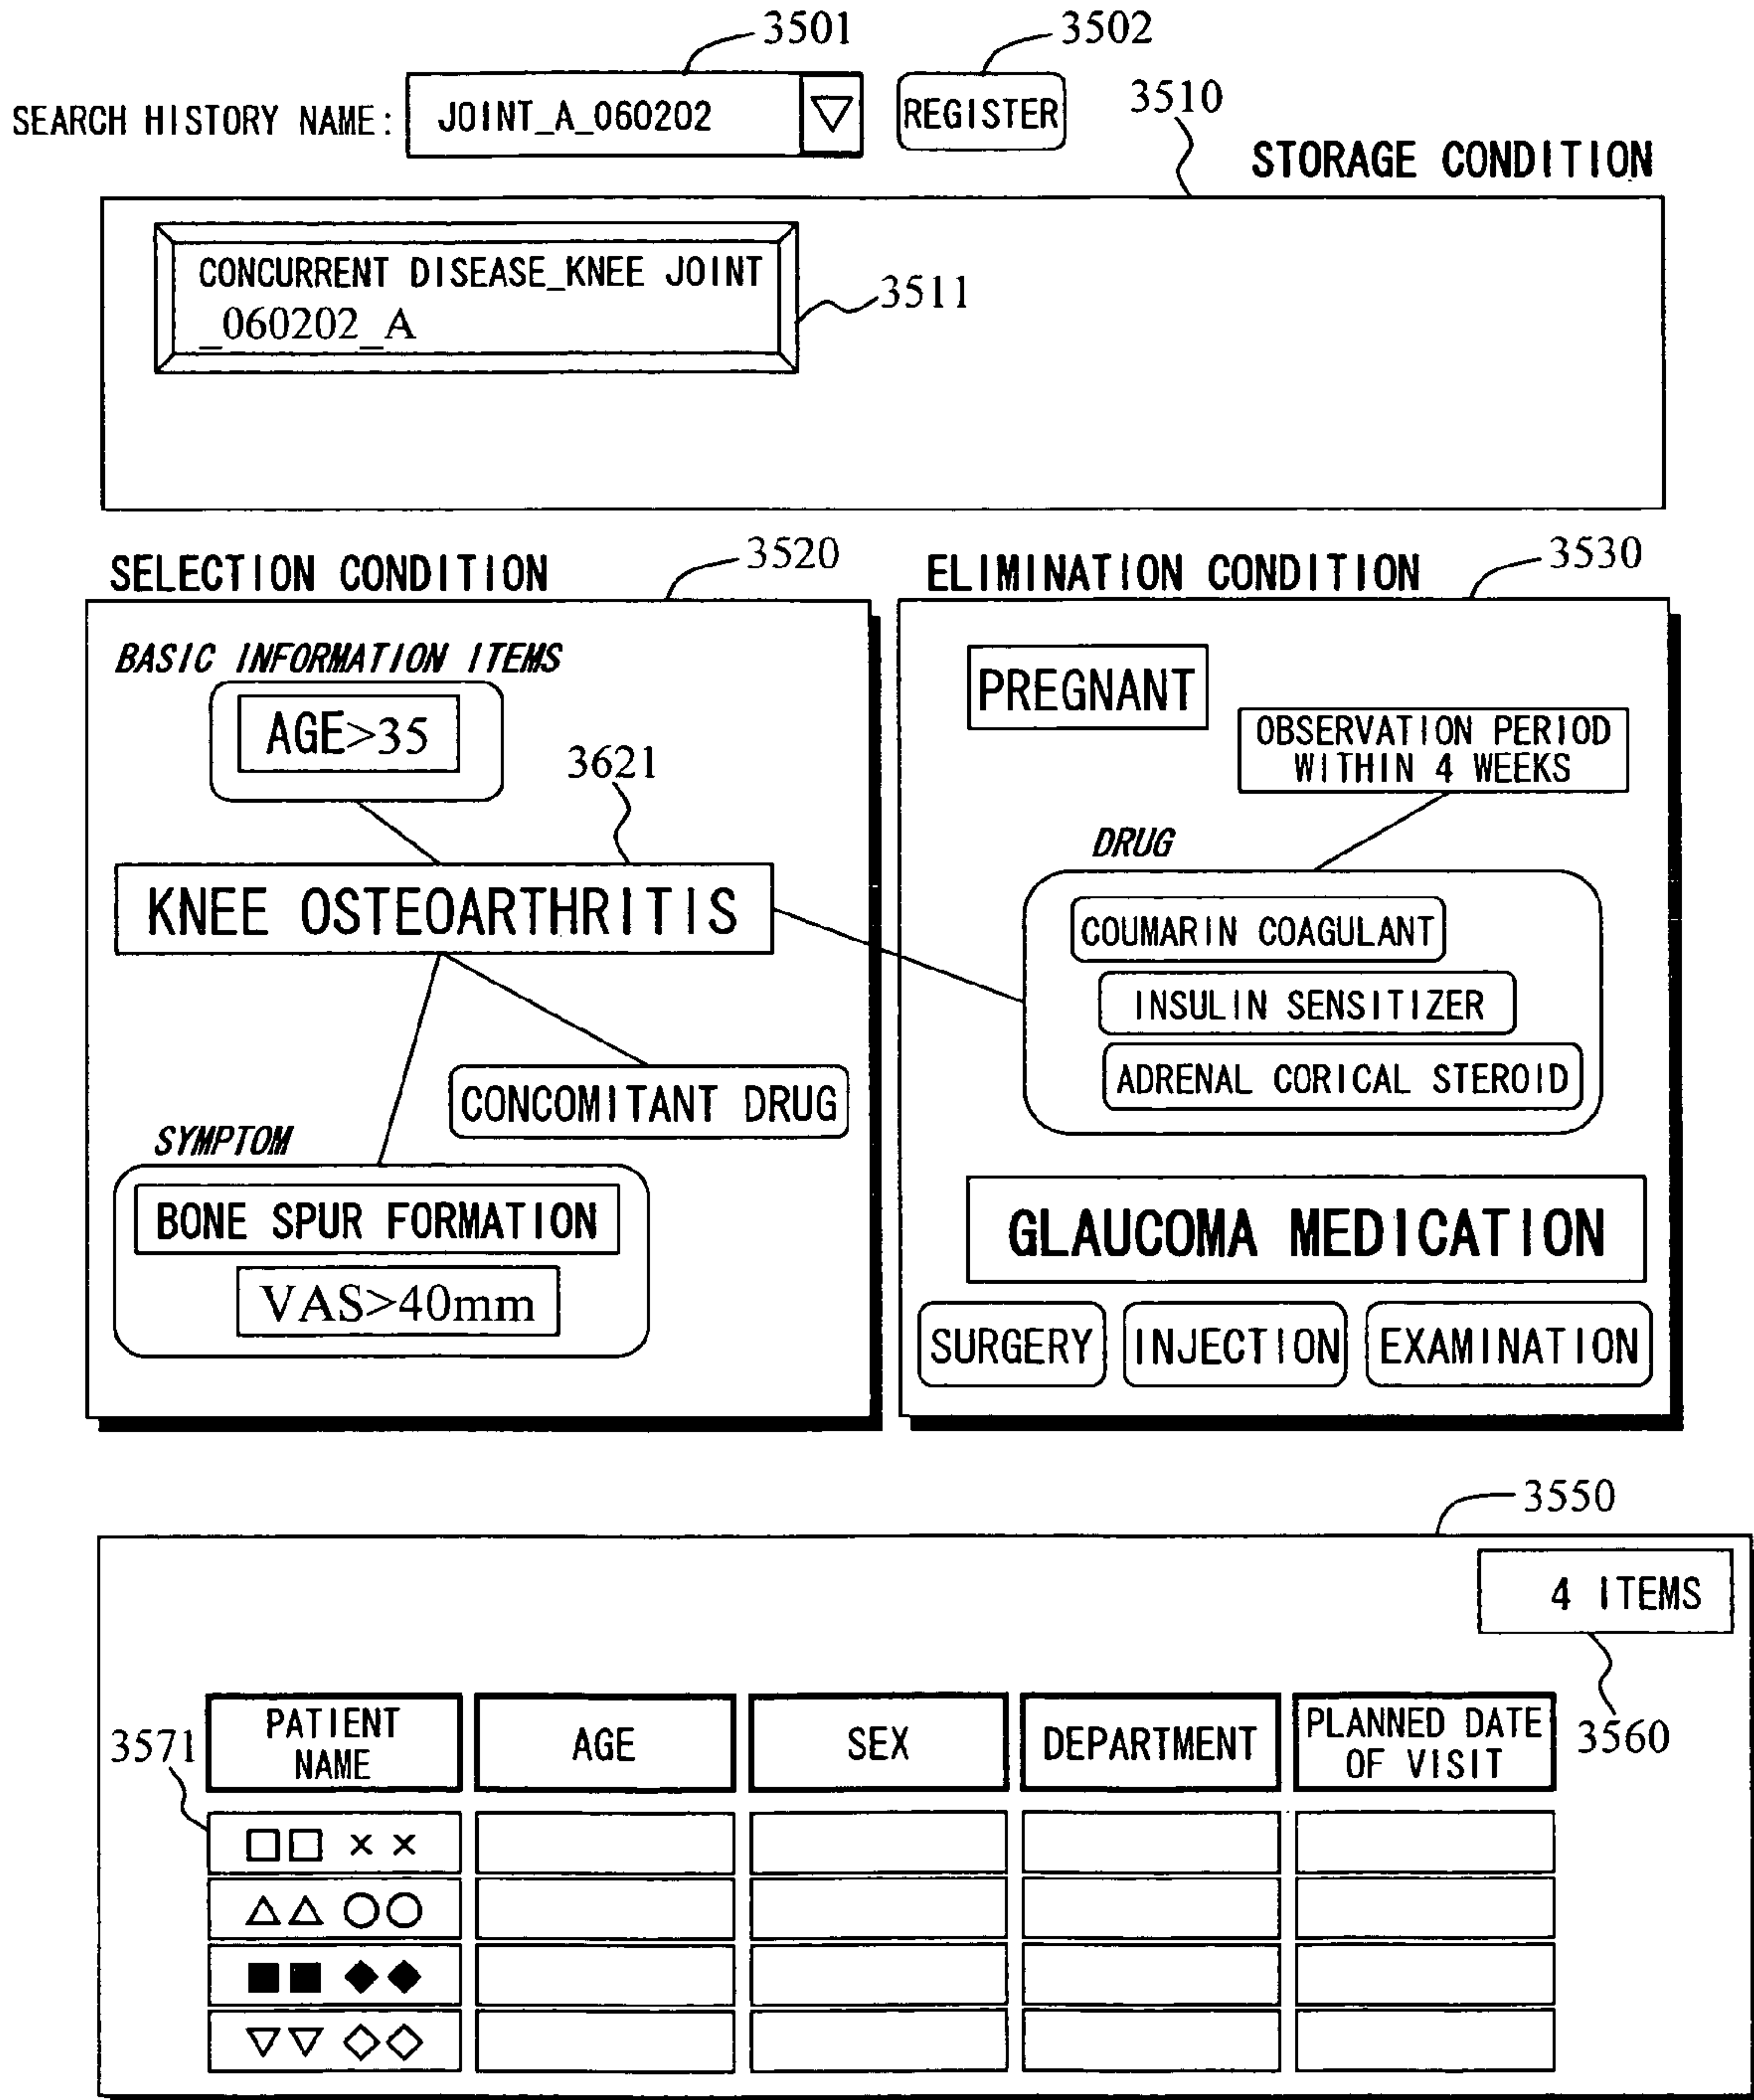 3501
3502
SEARCH HISTORY NAME: JOINT_A_060202 REGISTER
3510
STORAGE CONDITION
CONCURRENT DISEASE_KNEE JOINT
_060202_A
3511
SELECTION CONDITION
3520
BASIC INFORMATION ITEMS
AGE>35
3621
KNEE OSTEOARTHRITIS
CONCOMITANT DRUG
SYMPTOM
BONE SPUR FORMATION
VAS>40mm
ELIMINATION CONDITION
3530
PREGNANT
OBSERVATION PERIOD
WITHIN 4 WEEKS
DRUG
COUMARIN COAGULANT
INSULIN SENSITIZER
ADRENAL CORICAL STEROID
GLAUCOMA MEDICATION
SURGERY INJECTION EXAMINATION
3550
4 ITEMS
3560
3571
PATIENT
NAME
AGE
SEX
DEPARTMENT
PLANNED DATE
OF VISIT
□□ ××
△△ ○○
■■ ◆◆
▽▽ ◇◇